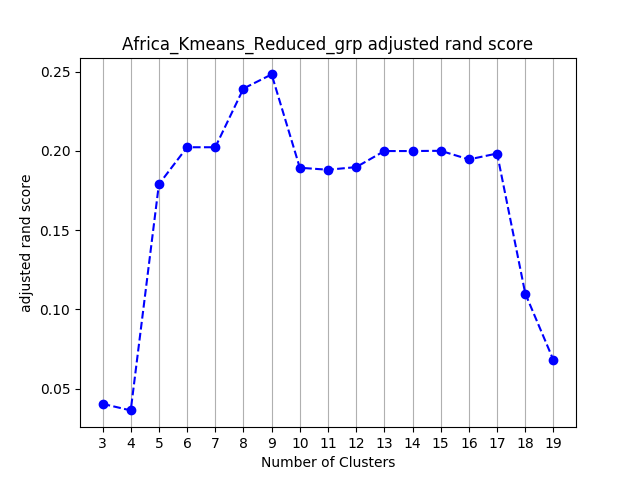 Africa_Kmeans_Reduced_grp adjusted rand score
adjusted rand score
0.25
0.20
0.15
0.10
0.05
3 4 5 6 7 8 9 10 11 12 13 14 15 16 17 18 19
Number of Clusters